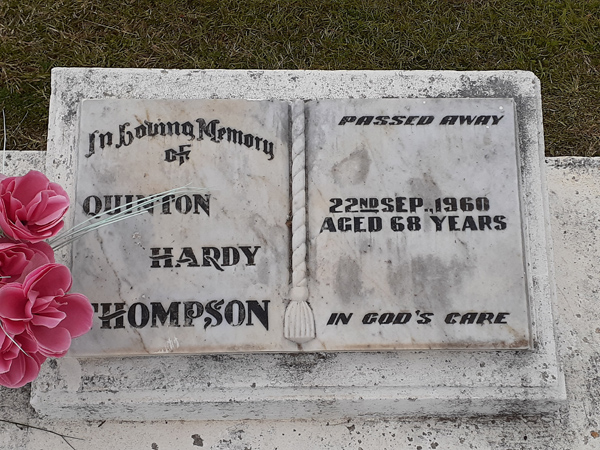 In Loving Memory
OF
QUINTON
HARDY
THOMPSON
PASSED AWAY
22ND SEP., 1960
AGED 68 YEARS
IN GOD'S CARE